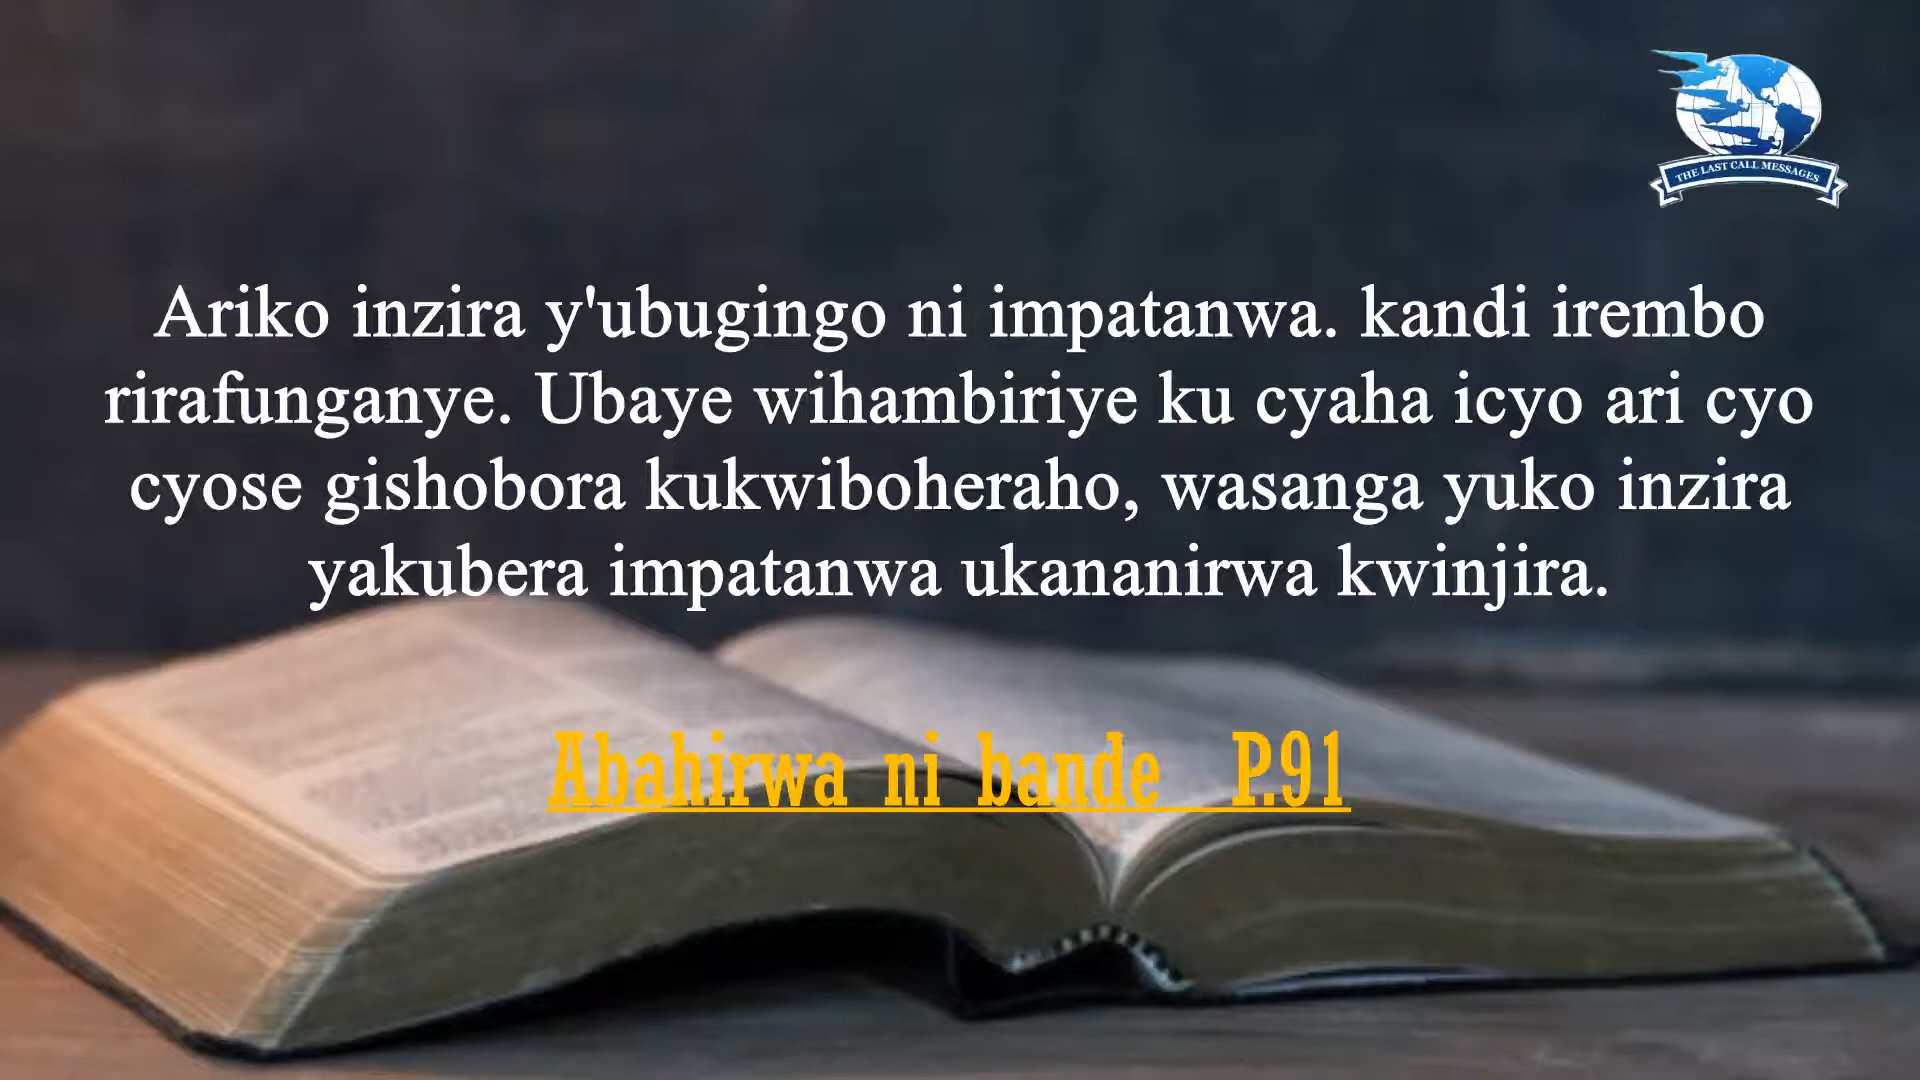 THE LAST CALL MESSAGES
Ariko inzira y'ubugingo ni impatanwa. kandi irembo
rirafunganye. Ubaye wihambiriye ku cyaha icyo ari cyo
cyose gishobora kukwiboheraho, wasanga yuko inzira
yakubera impatanwa ukananirwa kwinjira.
Abahirwa ni bande P.91